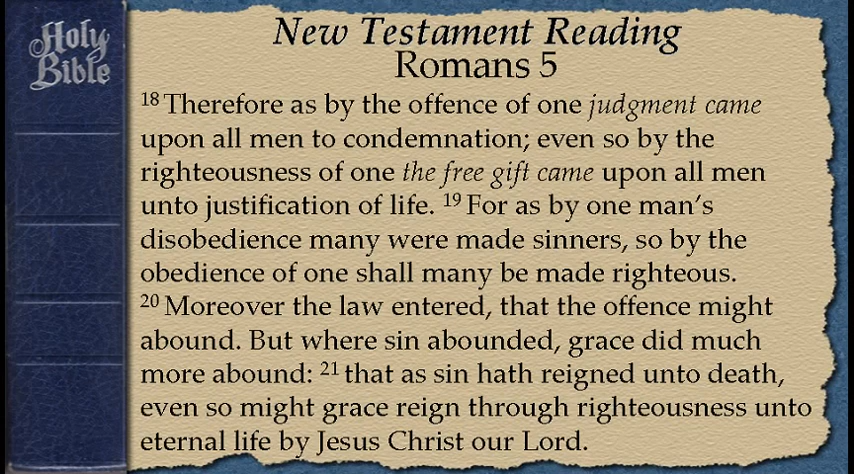 Holy
Bible
New Testament Reading
Romans 5
18 Therefore as by the offence of one judgment came
upon all men to condemnation; even so by the
righteousness of one the free gift came upon all men
unto justification of life. 19 For as by one man’s
disobedience many were made sinners, so by the
obedience of one shall many be made righteous.
20 Moreover the law entered, that the offence might
abound. But where sin abounded, grace did much
more abound: 21 that as sin hath reigned unto death,
even so might grace reign through righteousness unto
eternal life by Jesus Christ our Lord.